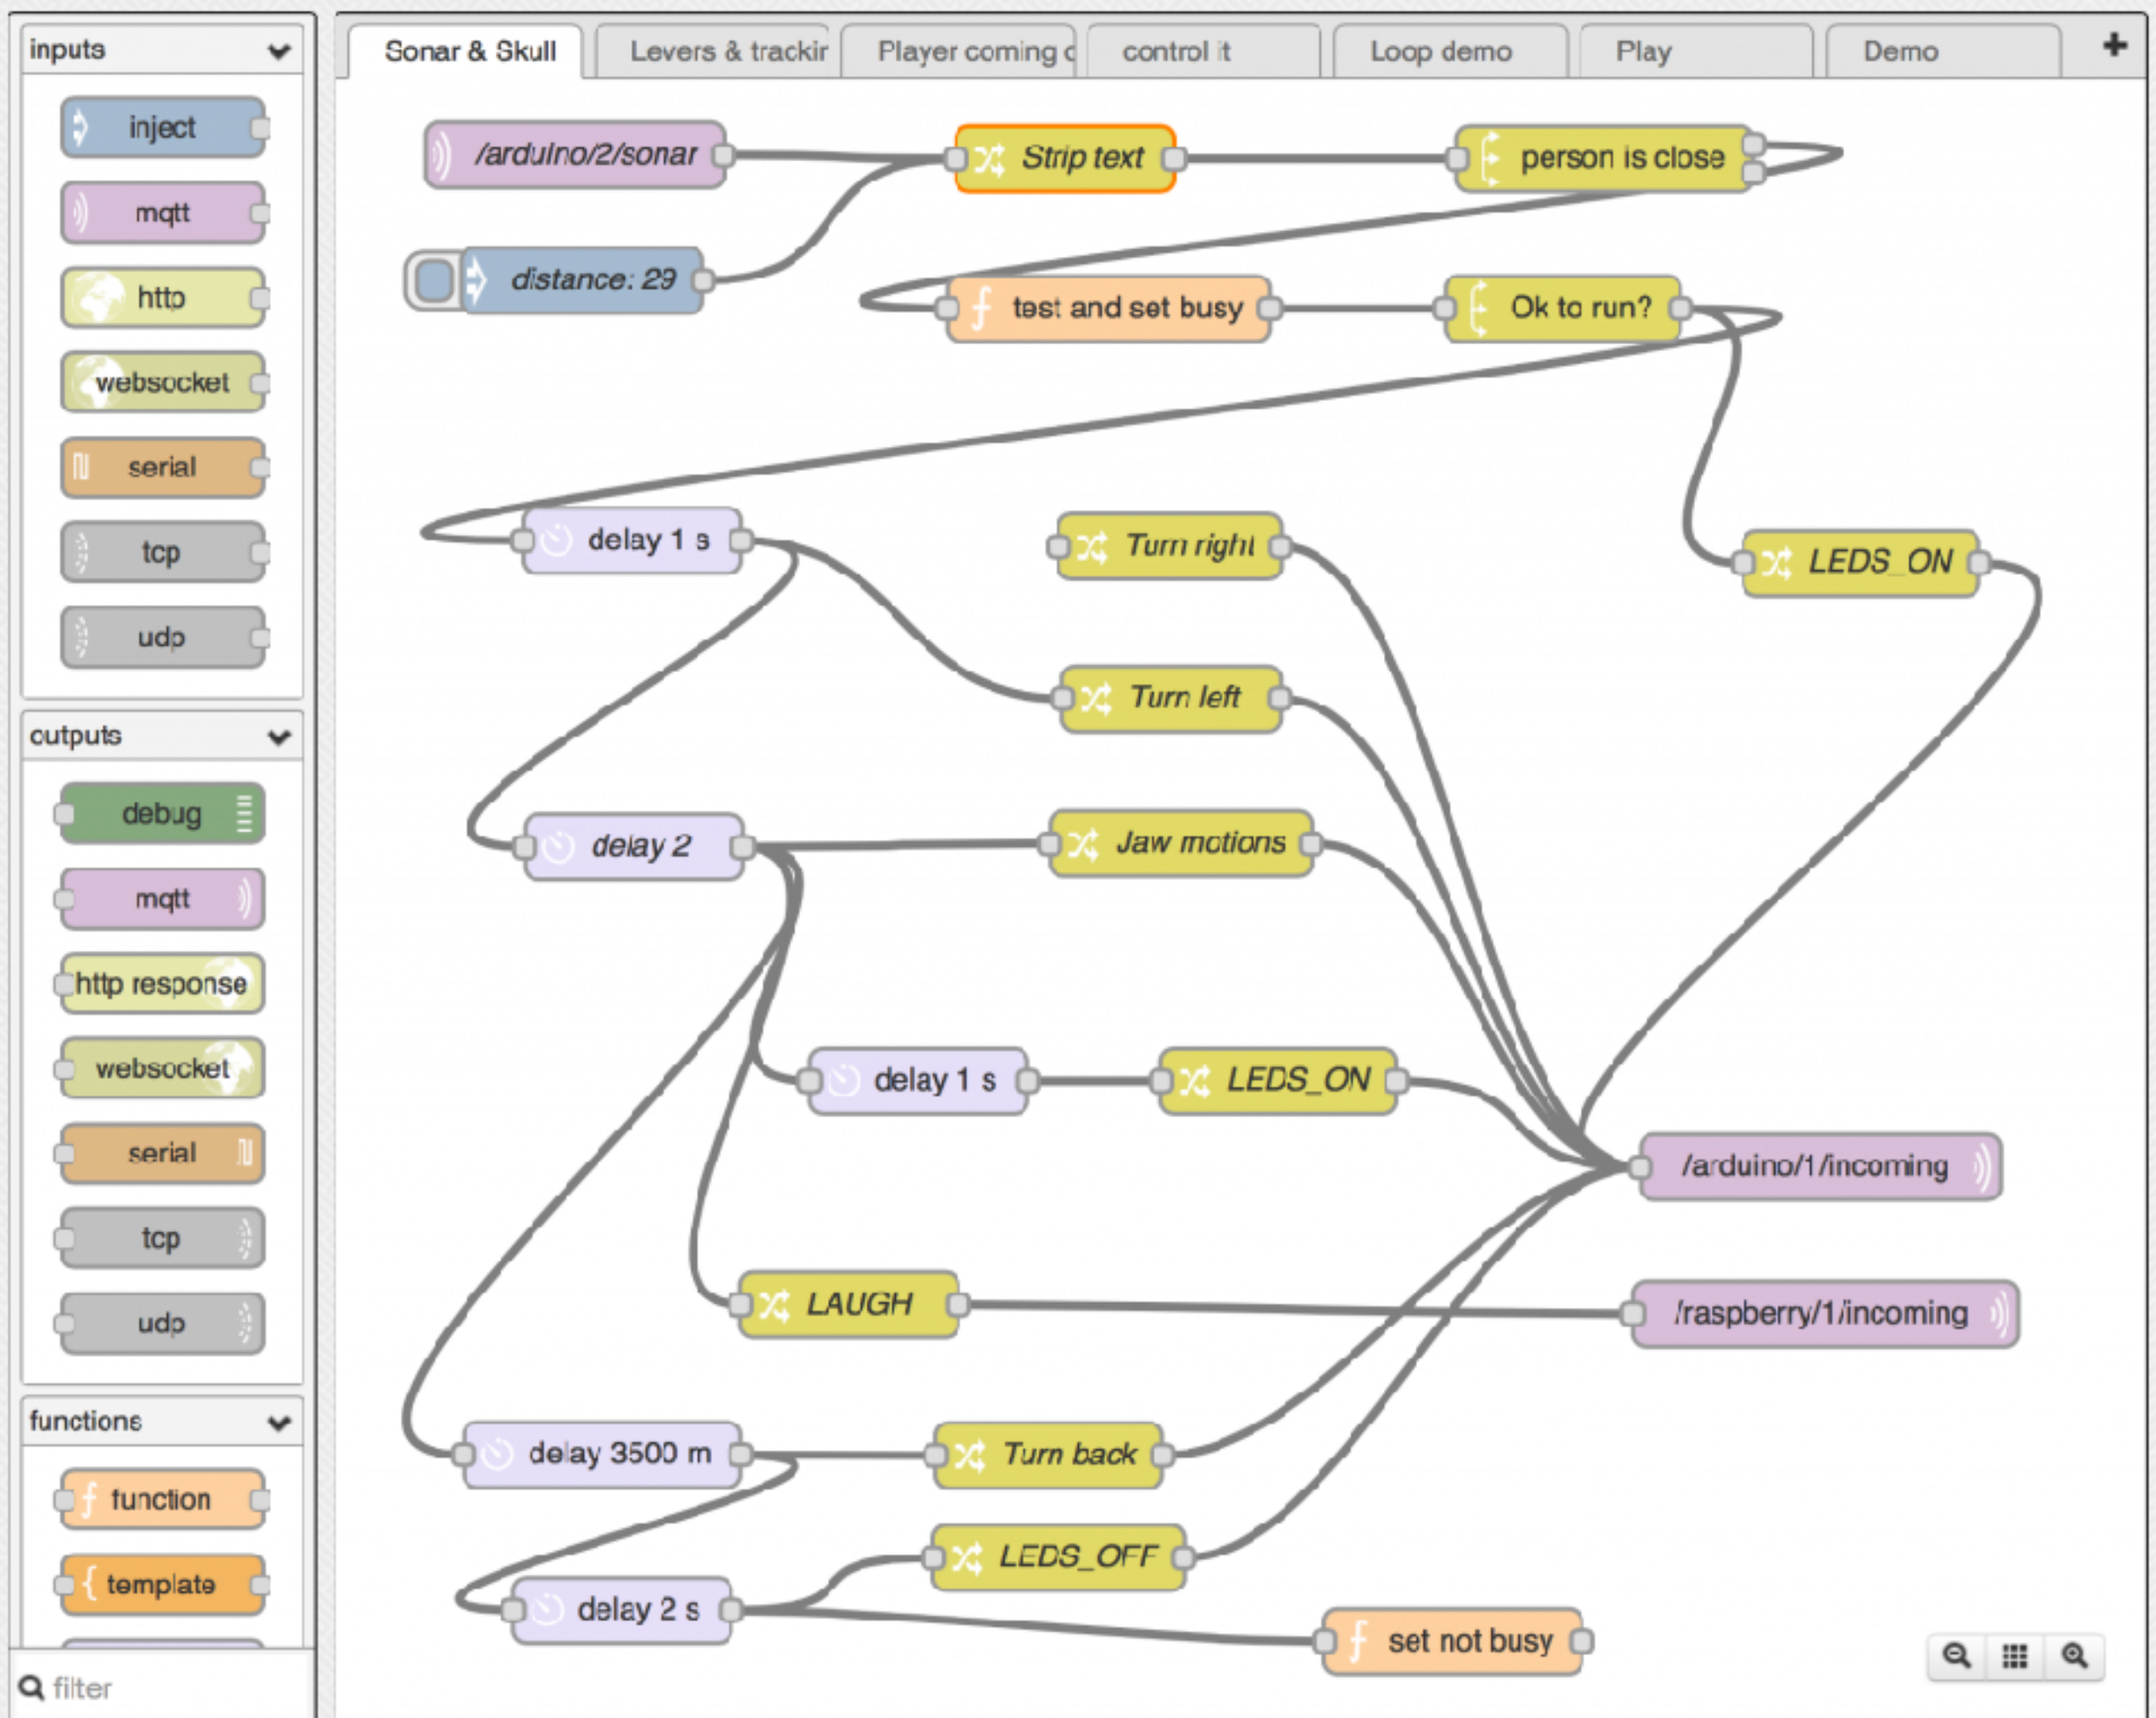 inputs
inject
mqtt
http
websocket
serial
tcp
udp
outputs
debug
mqtt
http response
websocket
serial
tcp
udp
functions
function
template
filter
Sonar & Skull
Levers & trackir
Player coming c
control it
Loop demo
Play
Demo
/arduino/2/sonar
Strip text
person is close
distance: 29
test and set busy
Ok to run?
delay 1 s
Turn right
LEDS_ON
Turn left
delay 2
Jaw motions
delay 1 s
LEDS_ON
/arduino/1/incoming
LAUGH
/raspberry/1/incoming
delay 3500 m
Turn back
LEDS_OFF
delay 2 s
set not busy